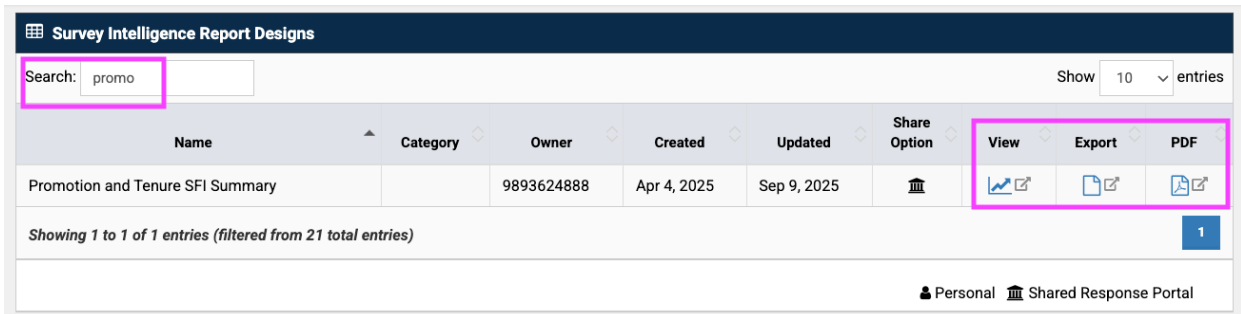 Survey Intelligence Report Designs
Search: promo Show 10 entries
Name Category Owner Created Updated Share Option View Export PDF
Promotion and Tenure SFI Summary 9893624888 Apr 4, 2025 Sep 9, 2025
Showing 1 to 1 of 1 entries (filtered from 21 total entries) 1
Personal Shared Response Portal